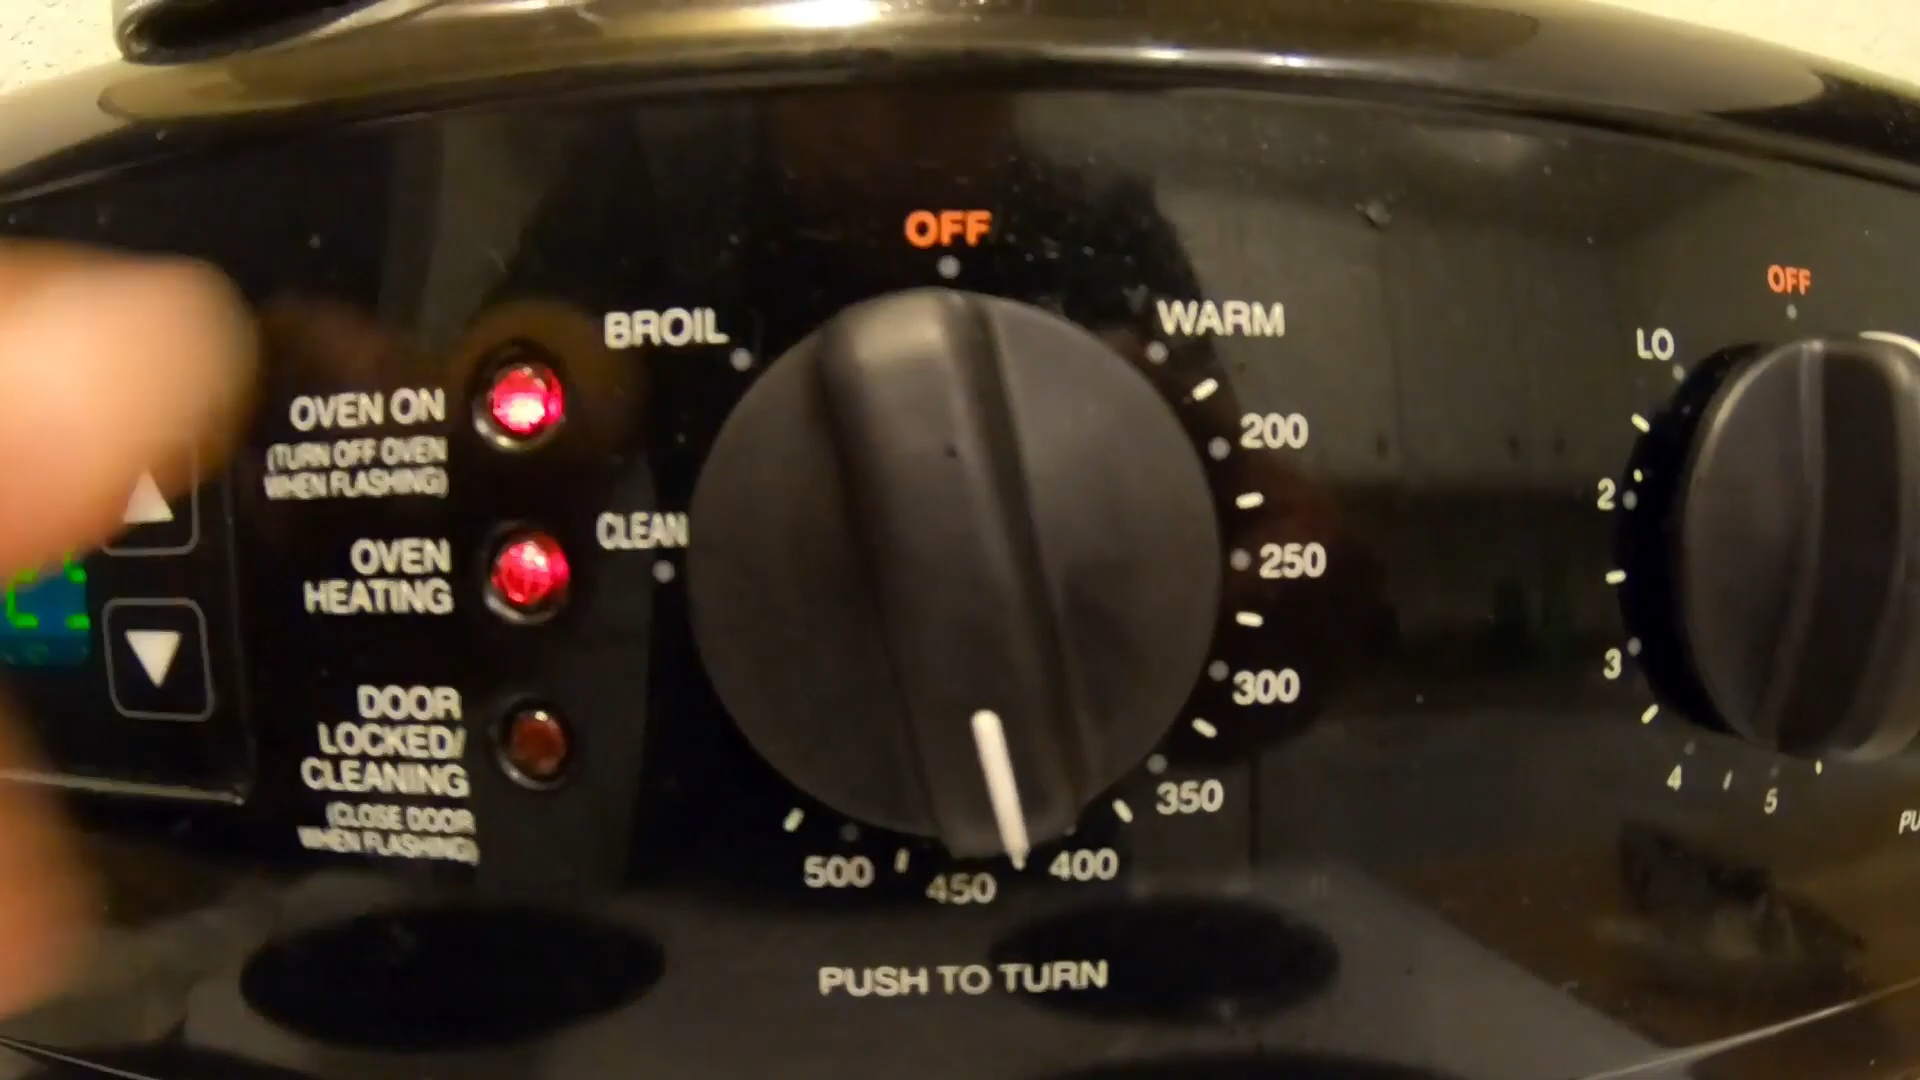 OFF
BROIL
WARM
OVEN ON
(TURN OFF OVEN
WHEN FLASHING)
200
CLEAN
OVEN
HEATING
250
300
DOOR
LOCKED/
CLEANING
(CLOSE DOOR
WHEN FLASHING)
350
400
450
500
PUSH TO TURN
OFF
LO
2
3
4
5